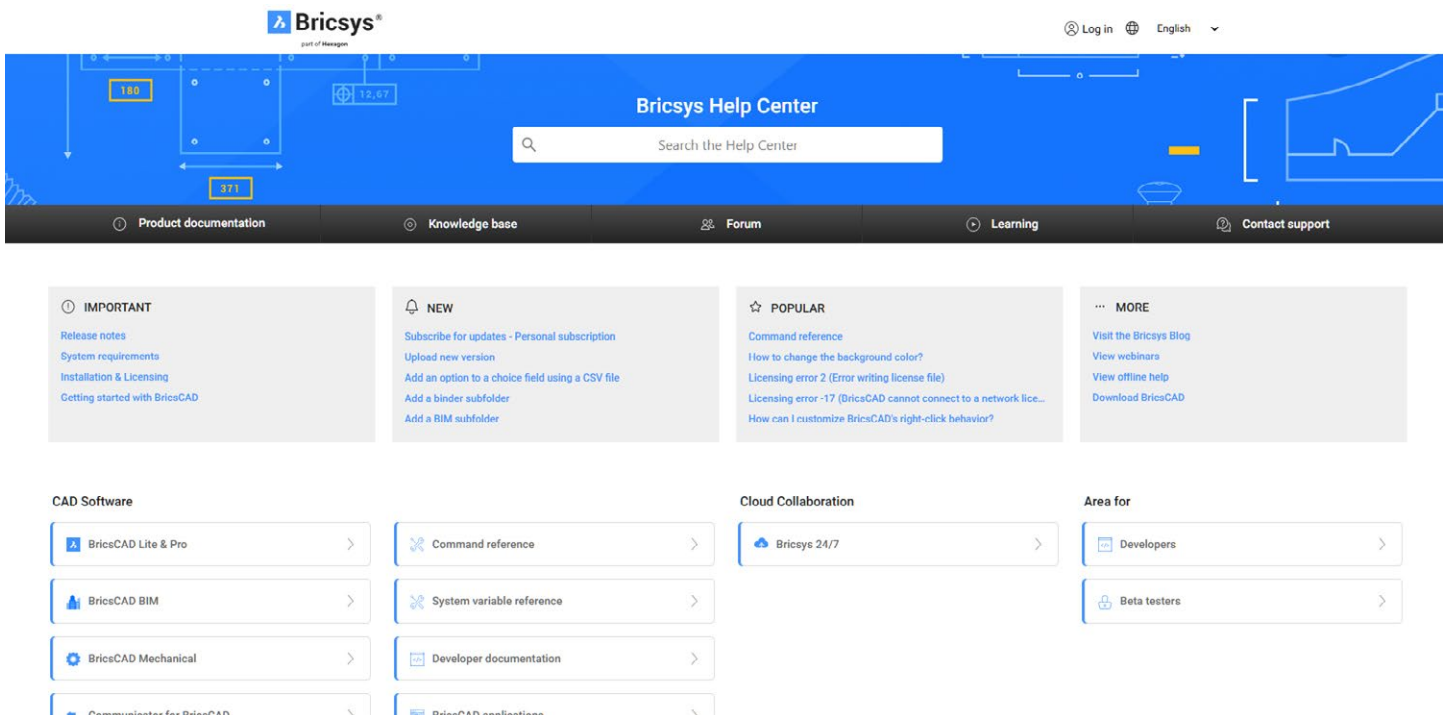 Bricsys®
part of Hexagon
Log in
English
180
12,67
371
Bricsys Help Center
Search the Help Center
Product documentation
Knowledge base
Forum
Learning
Contact support
IMPORTANT
Release notes
System requirements
Installation & Licensing
Getting started with BricsCAD
NEW
Subscribe for updates - Personal subscription
Upload new version
Add an option to a choice field using a CSV file
Add a binder subfolder
Add a BIM subfolder
POPULAR
Command reference
How to change the background color?
Licensing error 2 (Error writing license file)
Licensing error -17 (BricsCAD cannot connect to a network lice...
How can I customize BricsCAD's right-click behavior?
··· MORE
Visit the Bricsys Blog
View webinars
View offline help
Download BricsCAD
CAD Software
BricsCAD Lite & Pro
BricsCAD BIM
BricsCAD Mechanical
Communicator for BricsCAD
Command reference
System variable reference
Developer documentation
BricsCAD applications
Cloud Collaboration
Bricsys 24/7
Area for
Developers
Beta testers